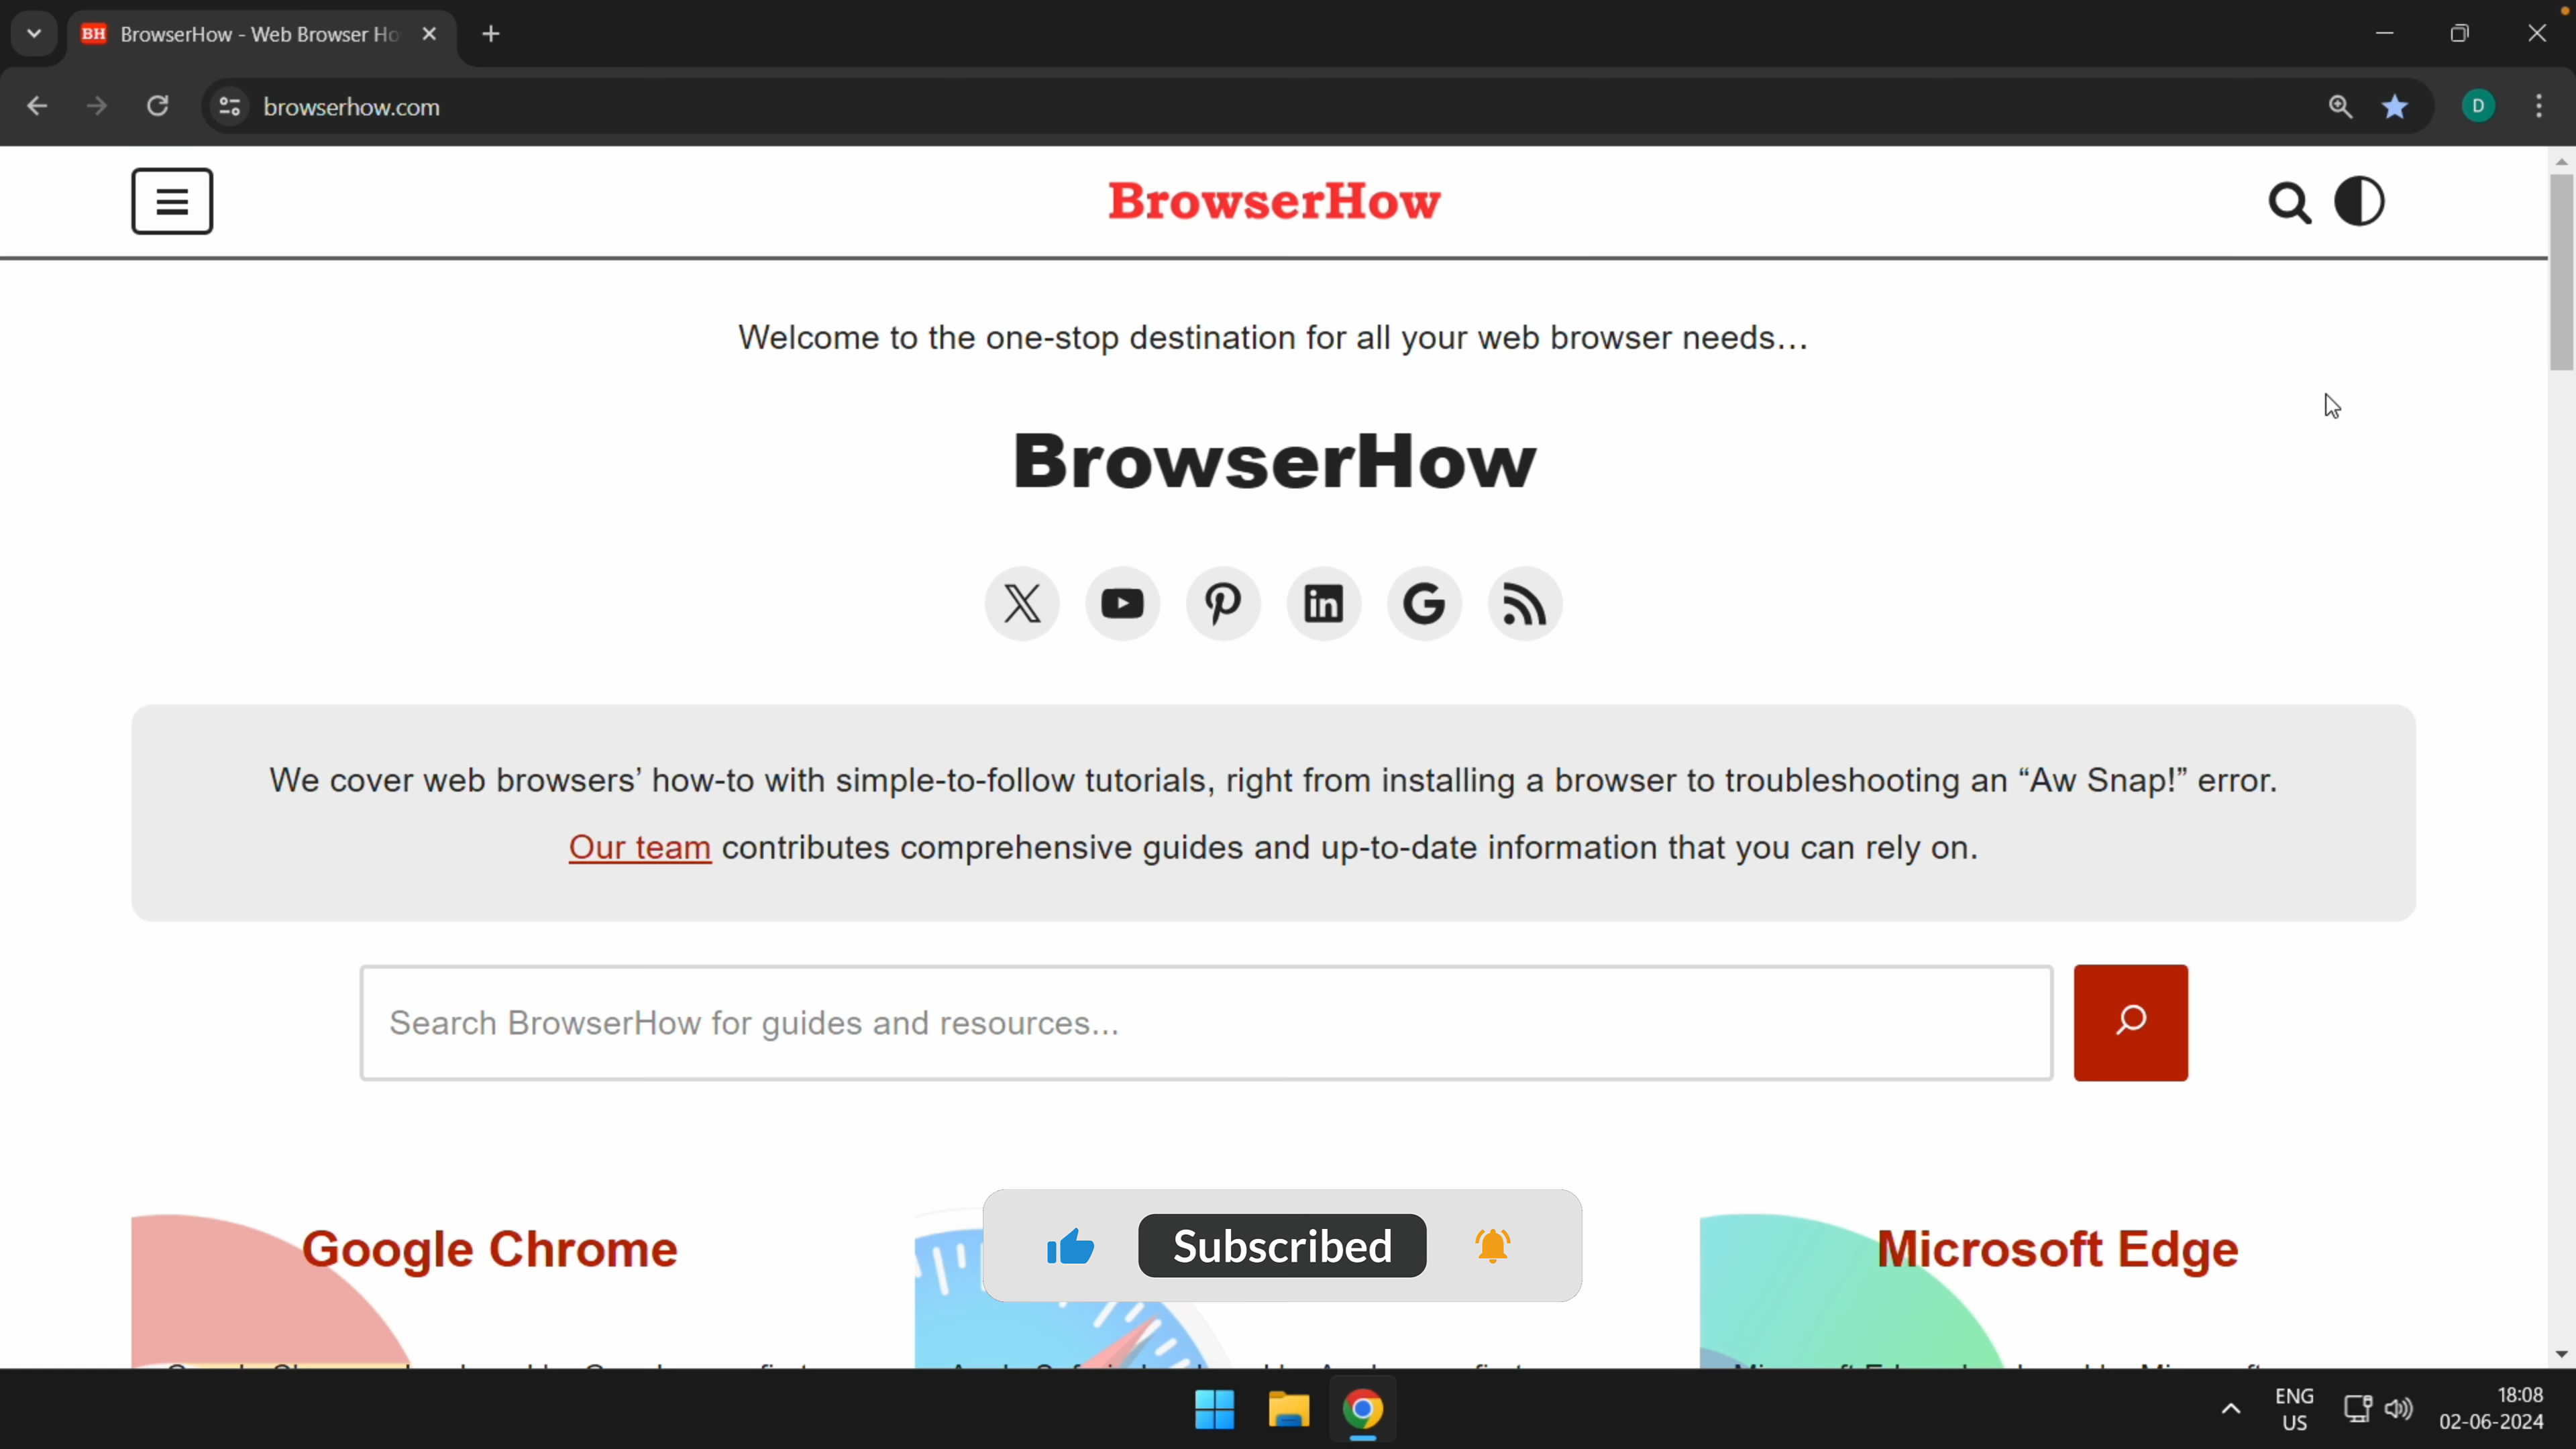 BH BrowserHow - Web Browser Ho
browserhow.com
D
BrowserHow
Welcome to the one-stop destination for all your web browser needs…
BrowserHow
We cover web browsers’ how-to with simple-to-follow tutorials, right from installing a browser to troubleshooting an “Aw Snap!” error.
Our team contributes comprehensive guides and up-to-date information that you can rely on.
Search BrowserHow for guides and resources...
Google Chrome
Subscribed
Microsoft Edge
ENG
US
18:08
02-06-2024